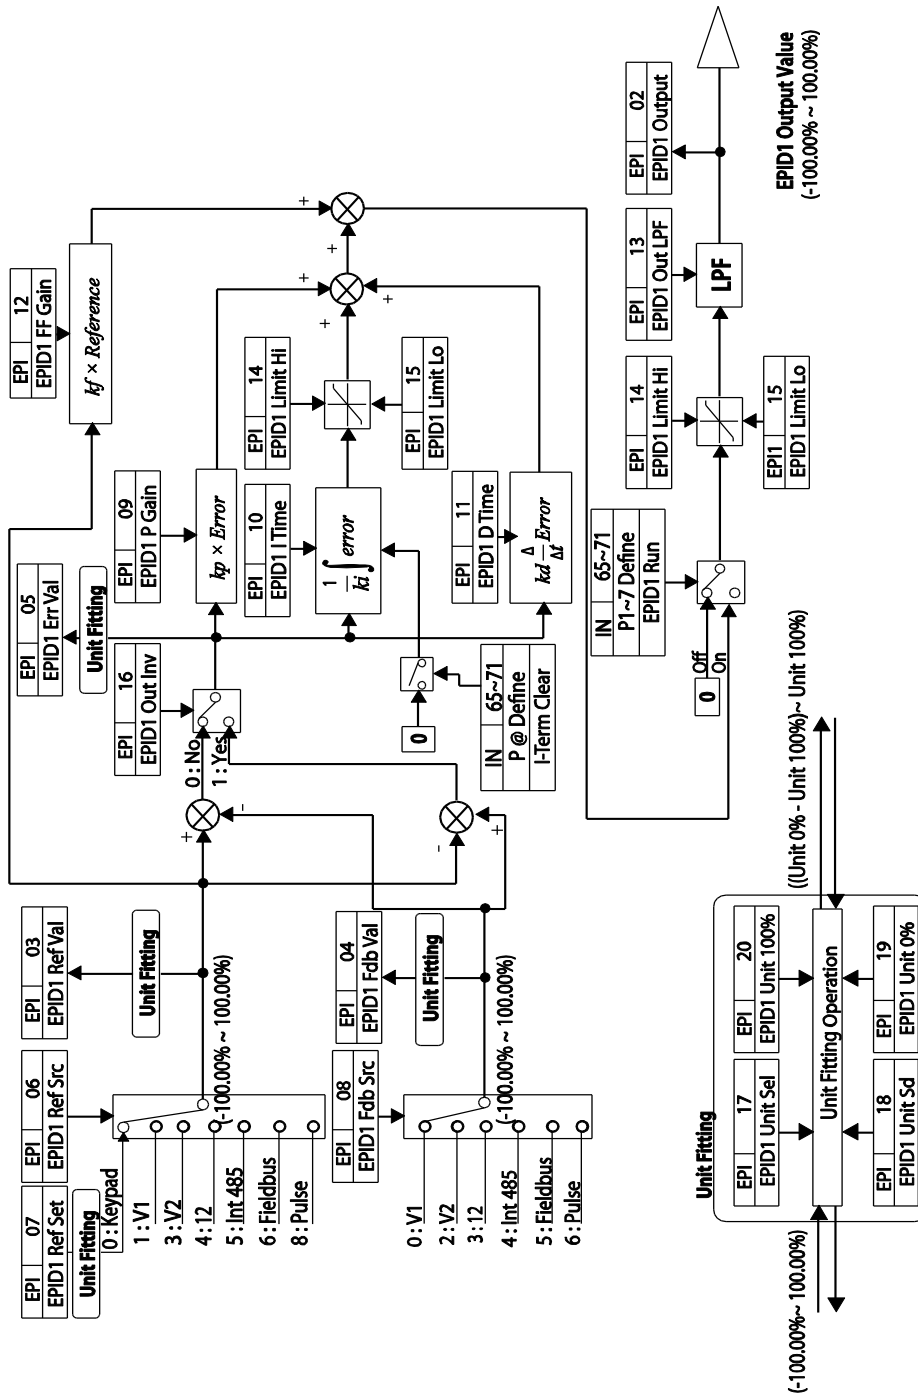 EPI 07
EPID1 Ref Set
Unit Fitting
EPI 06
EPID1 Ref Src
0 : Keypad
1 : V1
3 : V2
4 : 12
5 : Int 485
6 : Fieldbus
8 : Pulse
(-100.00% ~ 100.00%)
EPI 03
EPID1 Ref Val
Unit Fitting
EPI 08
EPID1 Fdb Src
0 : V1
2 : V2
3 : 12
4 : Int 485
5 : Fieldbus
6 : Pulse
(-100.00% ~ 100.00%)
EPI 04
EPID1 Fdb Val
Unit Fitting
+
-
-
+
0 : No
1 : Yes
EPI 16
EPID1 Out Inv
EPI 05
EPID1 Err Val
Unit Fitting
EPI 09
EPID1 P Gain
kp × Error
EPI 12
EPID1 FF Gain
kf × Reference
EPI 10
EPID1 I Time
1/ki ∫ error
0
IN 65~71
P @ Define
I-Term Clear
EPI 14
EPID1 Limit Hi
EPI 15
EPID1 Limit Lo
EPI 11
EPID1 D Time
kd Δ/Δt Error
+
+
+
+
+
IN 65~71
P1~7 Define
EPID1 Run
0
Off
On
EPI 14
EPID1 Limit Hi
EPI1 15
EPID1 Limit Lo
EPI 13
EPID1 Out LPF
LPF
EPI 02
EPID1 Output
EPID1 Output Value
(-100.00% ~ 100.00%)
Unit Fitting
EPI 17
EPID1 Unit Sel
EPI 20
EPID1 Unit 100%
Unit Fitting Operation
EPI 18
EPID1 Unit Sd
EPI 19
EPID1 Unit 0%
(-100.00%~ 100.00%)
((Unit 0% - Unit 100%)~ Unit 100%)